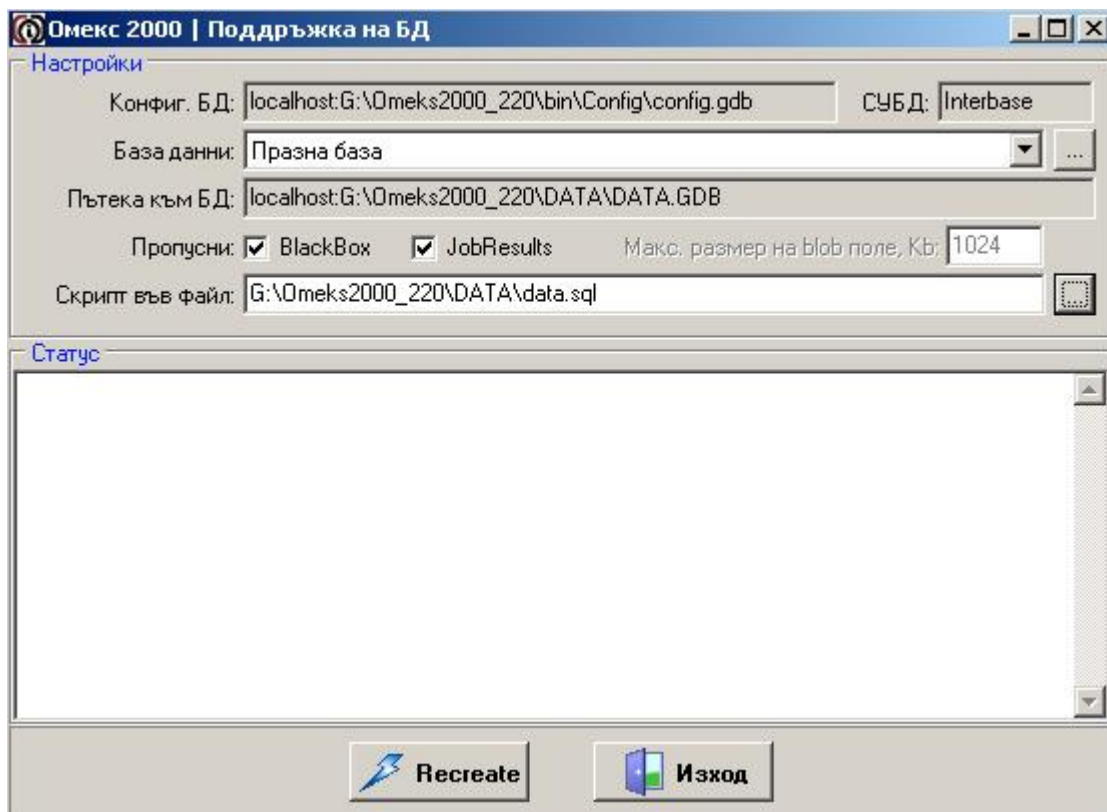 Омекс 2000 | Поддръжка на БД
Настройки
Конфиг. БД: localhost:G:\Omeks2000_220\bin\Config\config.gdb СУБД: Interbase
База данни: Празна база ...
Пътека към БД: localhost:G:\Omeks2000_220\DATA\DATA.GDB
Пропусни: BlackBox JobResults Макс. размер на blob поле, Kb: 1024
Скрипт във файл: G:\Omeks2000_220\DATA\data.sql ...
Статус
Recreate Изход